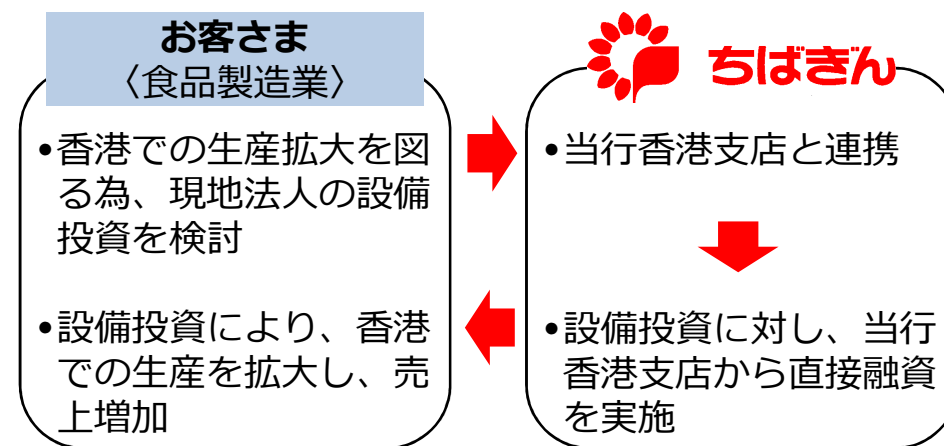 お客さま
〈食品製造業〉
•香港での生産拡大を図
る為、現地法人の設備
投資を検討
•設備投資により、香港
での生産を拡大し、売
上増加
ちばぎん
•当行香港支店と連携
•設備投資に対し、当行
香港支店から直接融資
を実施